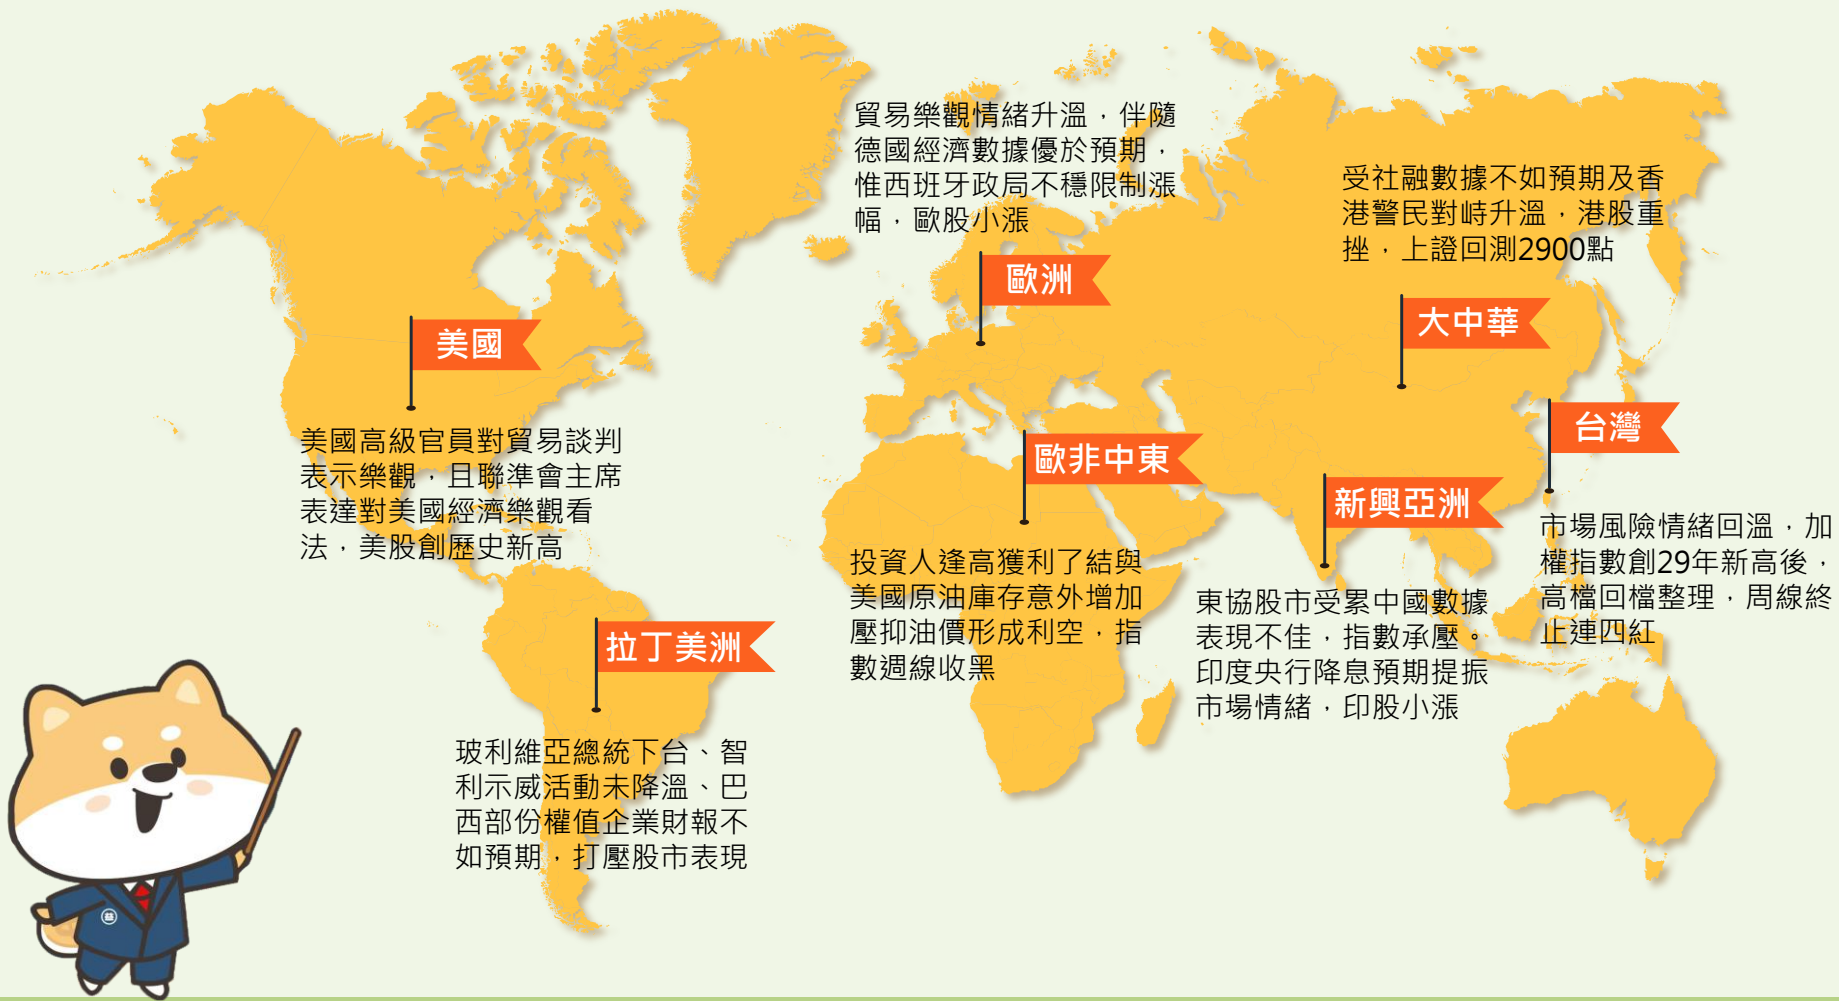 貿易樂觀情緒升溫，伴隨
德國經濟數據優於預期，
惟西班牙政局不穩限制漲
幅，歐股小漲
歐洲
受社融數據不如預期及香
港警民對峙升溫，港股重
挫，上證回測2900點
大中華
美國
美國高級官員對貿易談判
表示樂觀，且聯準會主席
表達對美國經濟樂觀看
法，美股創歷史新高
歐非中東
投資人逢高獲利了結與
美國原油庫存意外增加
壓抑油價形成利空，指
數週線收黑
新興亞洲
東協股市受累中國數據
表現不佳，指數承壓。
印度央行降息預期提振
市場情緒，印股小漲
台灣
市場風險情緒回溫，加
權指數創29年新高後，
高檔回檔整理，周線終
止連四紅
拉丁美洲
玻利維亞總統下台、智
利示威活動未降溫、巴
西部份權值企業財報不
如預期，打壓股市表現